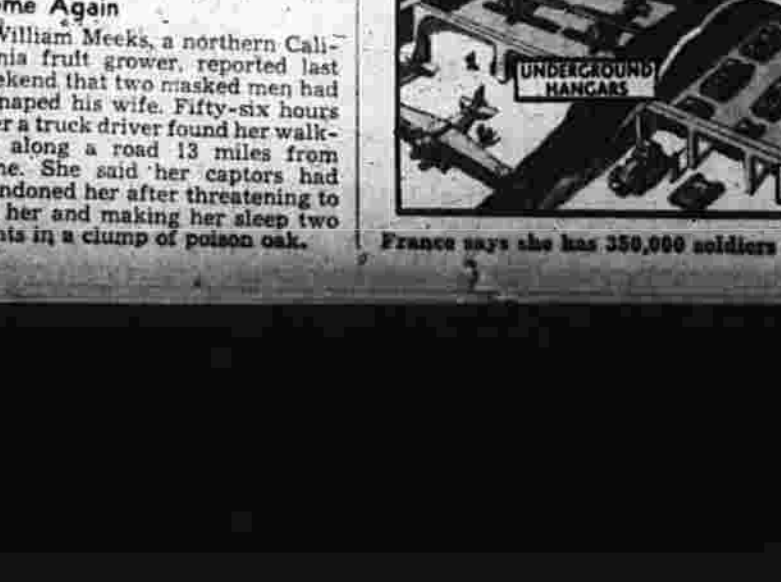 me Again
William Meeks, a northern Cali-
nia fruit grower, reported last
ekend that two masked men had
naped his wife. Fifty-six hours
er a truck driver found her walk-
along a road 13 miles from
ne. She said her captors had
ndoned her after threatening to
her and making her sleep two
hts in a clump of poison oak.
UNDERGROUND
HANGARS
France says she has 350,000 soldiers